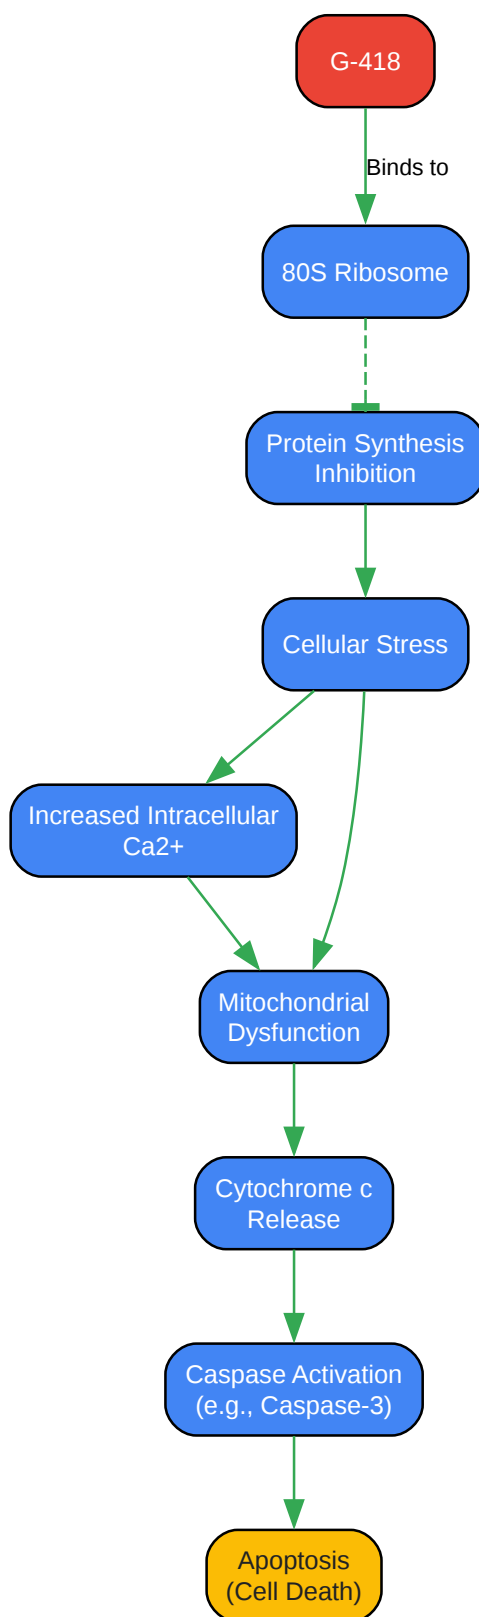 G-418
Binds to
80S Ribosome
Protein Synthesis
Inhibition
Cellular Stress
Increased Intracellular
Ca2+
Mitochondrial
Dysfunction
Cytochrome c
Release
Caspase Activation
(e.g., Caspase-3)
Apoptosis
(Cell Death)